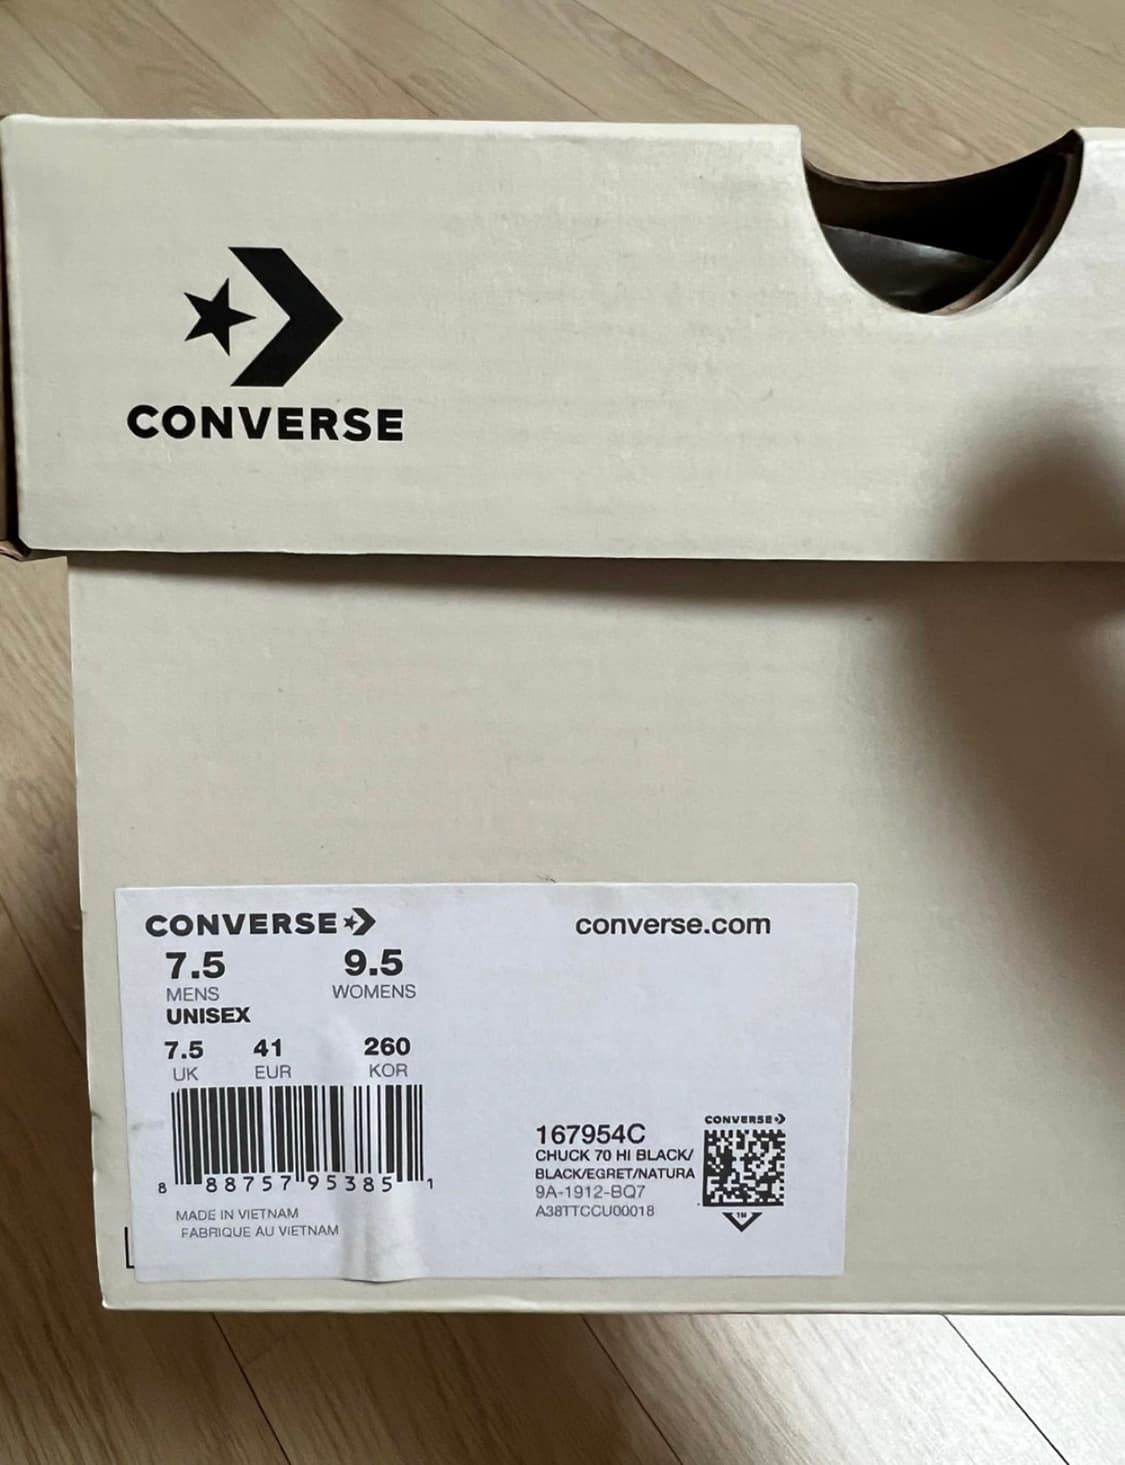 CONVERSE
CONVERSE
converse.com
7.5 9.5
MENS WOMENS
UNISEX
7.5 41 260
UK EUR KOR
8 88757 95385 1
MADE IN VIETNAM
FABRIQUE AU VIETNAM
CONVERSE
167954C
CHUCK 70 HI BLACK/
BLACK/EGRET/NATURA
9A-1912-BQ7
A38TTCCU00018